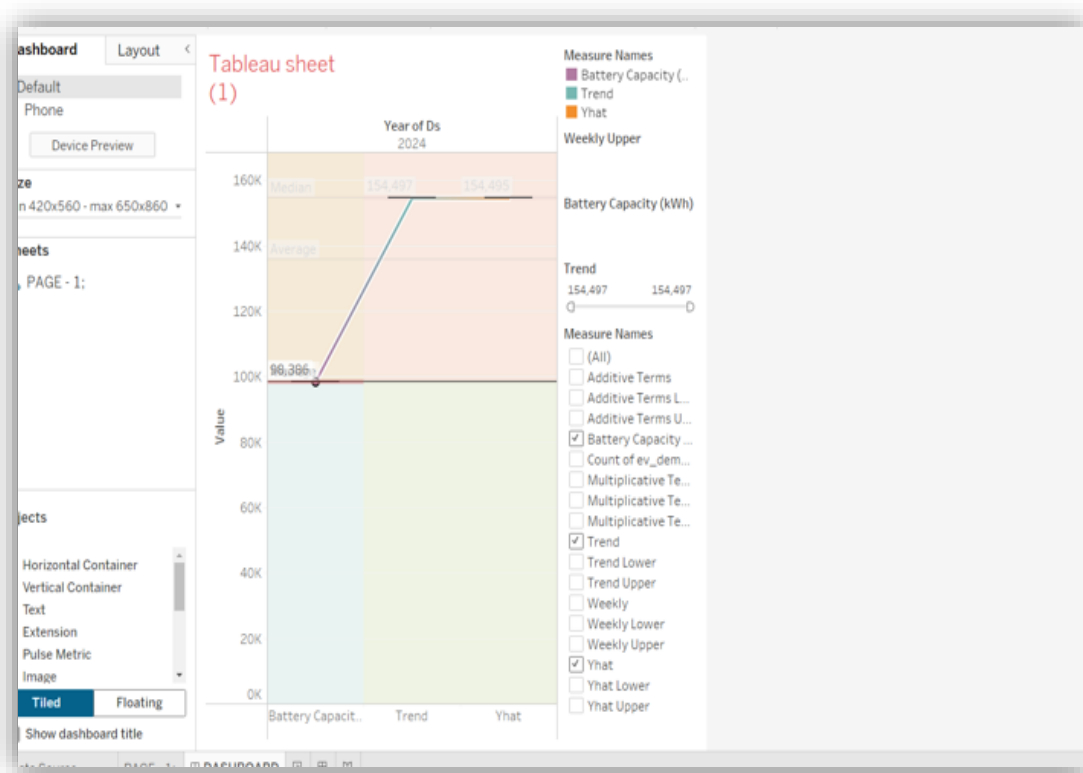 ashboard Layout <
Default
Phone
Device Preview
ze
n 420x560 - max 650x860
neets
PAGE - 1;
jects
Horizontal Container
Vertical Container
Text
Extension
Pulse Metric
Image
Tiled Floating
Show dashboard title
Tableau sheet
(1)
Year of Ds
2024
Value
160K
140K
120K
100K
80K
60K
40K
20K
0K
Median
154,497
154,495
Average
Battery Capacit..
Trend
Yhat
Measure Names
Battery Capacity (..
Trend
Yhat
Weekly Upper
Battery Capacity (kWh)
Trend
154,497 154,497
Measure Names
(All)
Additive Terms
Additive Terms L...
Additive Terms U...
Battery Capacity ...
Count of ev_dem...
Multiplicative Te...
Multiplicative Te...
Multiplicative Te...
Trend
Trend Lower
Trend Upper
Weekly
Weekly Lower
Weekly Upper
Yhat
Yhat Lower
Yhat Upper
PAGE - 1;
DASHBOARD